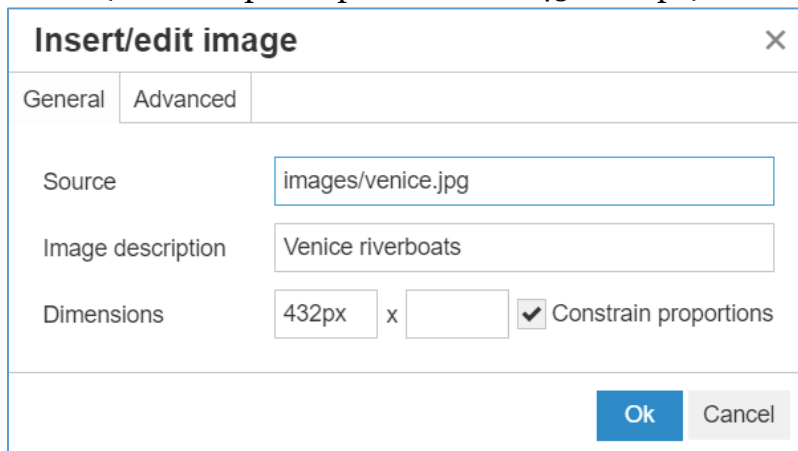 Insert/edit image ×
General Advanced
Source images/venice.jpg
Image description Venice riverboats
Dimensions 432px x Constrain proportions
Ok Cancel